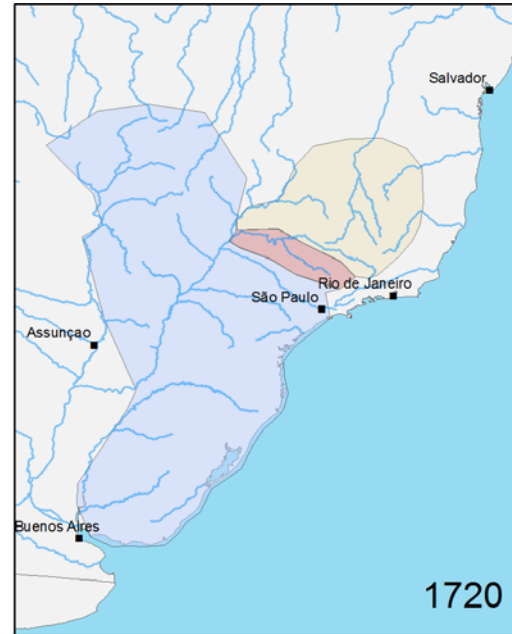 Salvador
Rio de Janeiro
São Paulo
Assunçao
Buenos Aires
1720